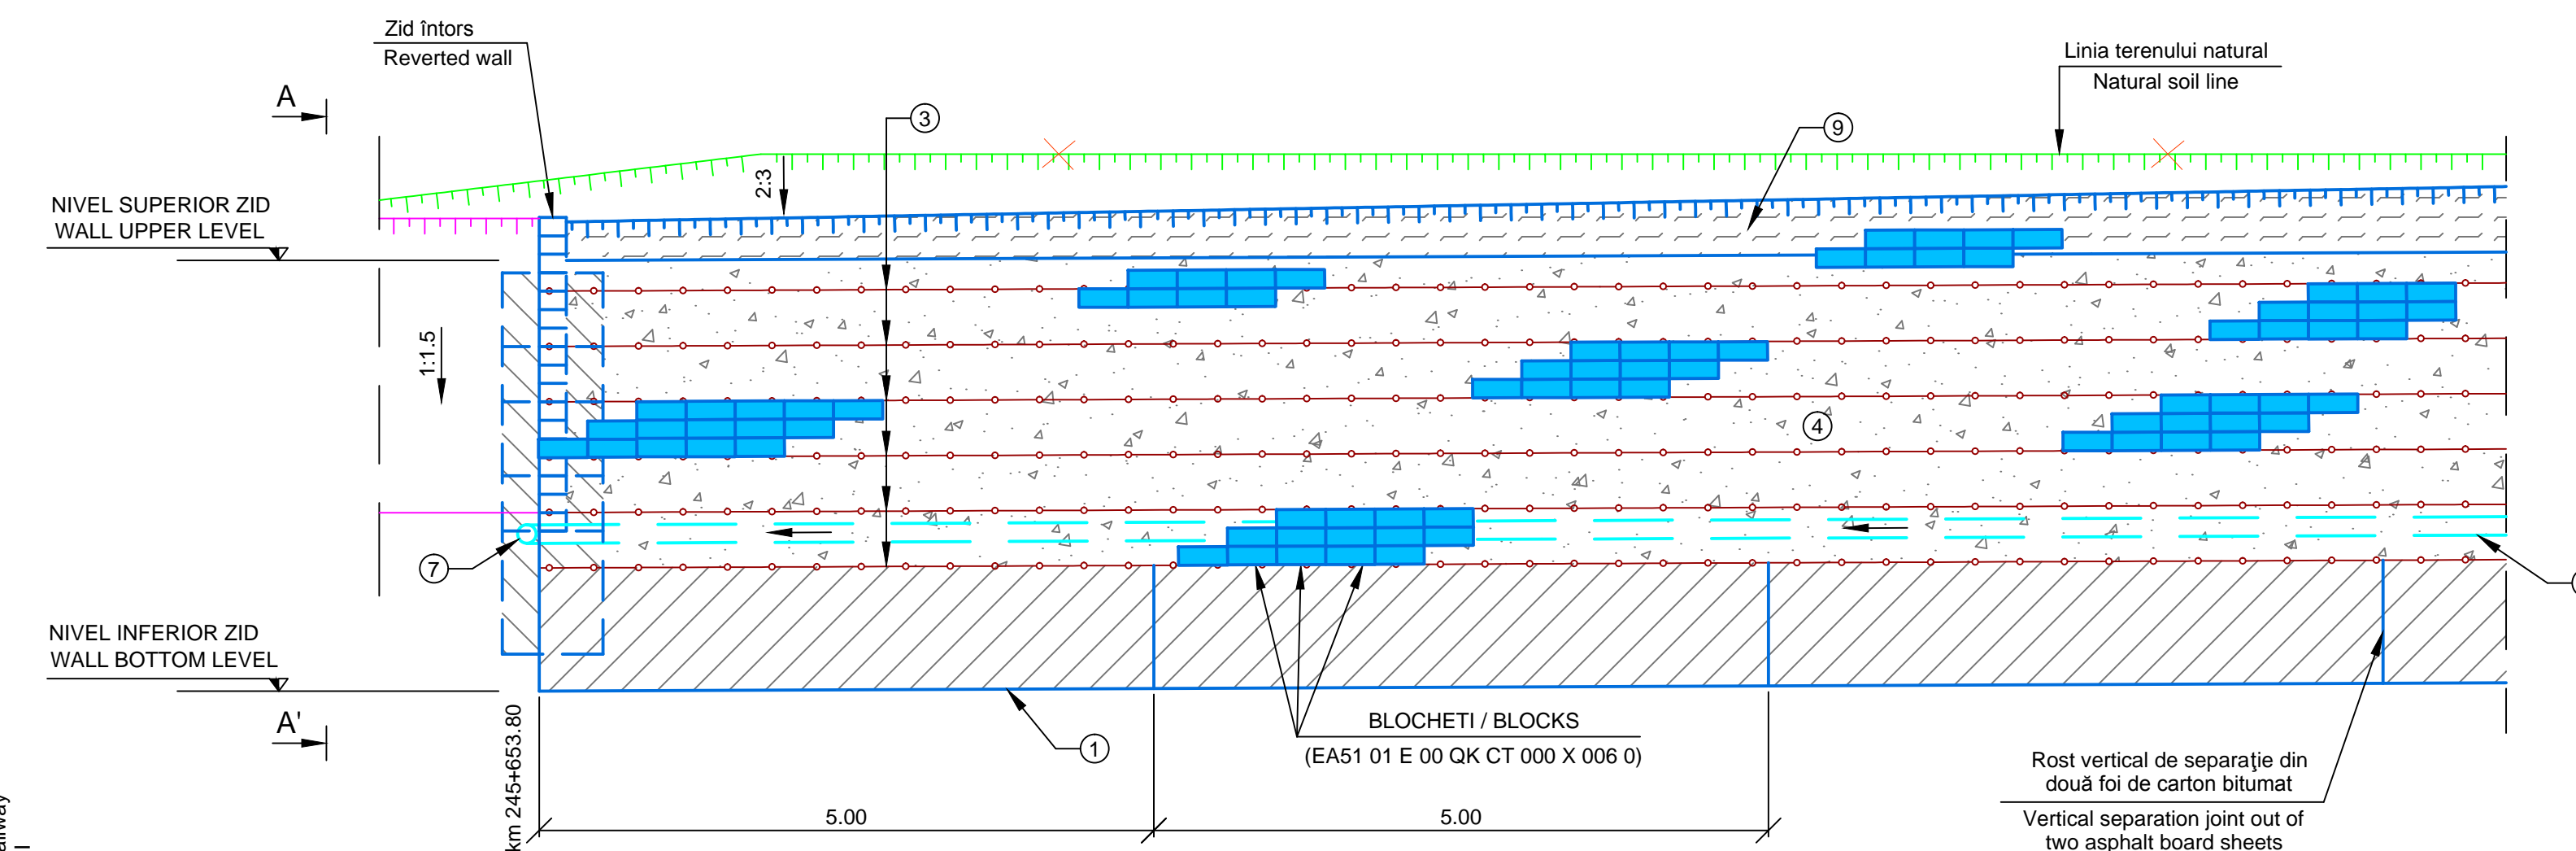 Zid întors
Reverted wall
Linia terenului natural
Natural soil line
A
3
9
2:3
NIVEL SUPERIOR ZID
WALL UPPER LEVEL
1:1.5
4
7
NIVEL INFERIOR ZID
WALL BOTTOM LEVEL
A'
1
BLOCHETI / BLOCKS
(EA51 01 E 00 QK CT 000 X 006 0)
km 245+653.80
5.00
5.00
Rost vertical de separaţie din
două foi de carton bitumat
Vertical separation joint out of
two asphalt board sheets